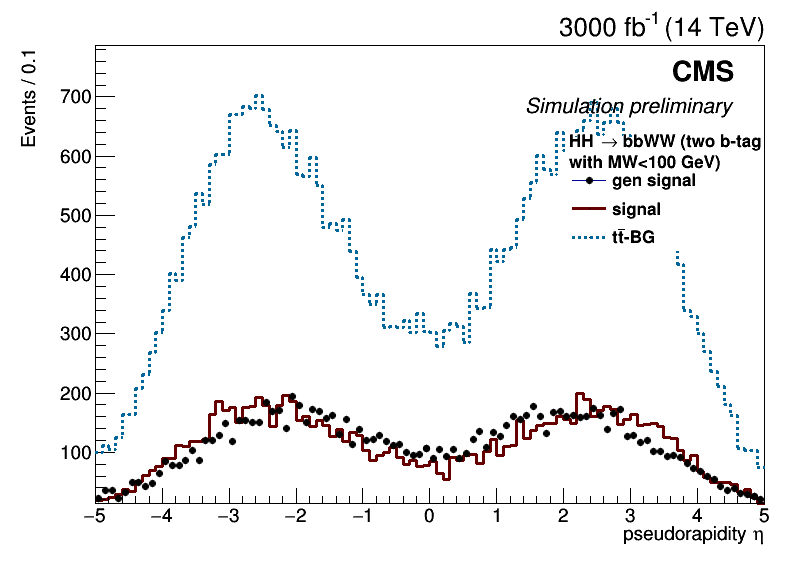 3000 fb-1 (14 TeV)
Events / 0.1
CMS
Simulation preliminary
HH → bbWW (two b-tag
with MW<100 GeV)
gen signal
signal
tt̄-BG
700
600
500
400
300
200
100
−5 −4 −3 −2 −1 0 1 2 3 4 5
pseudorapidity η